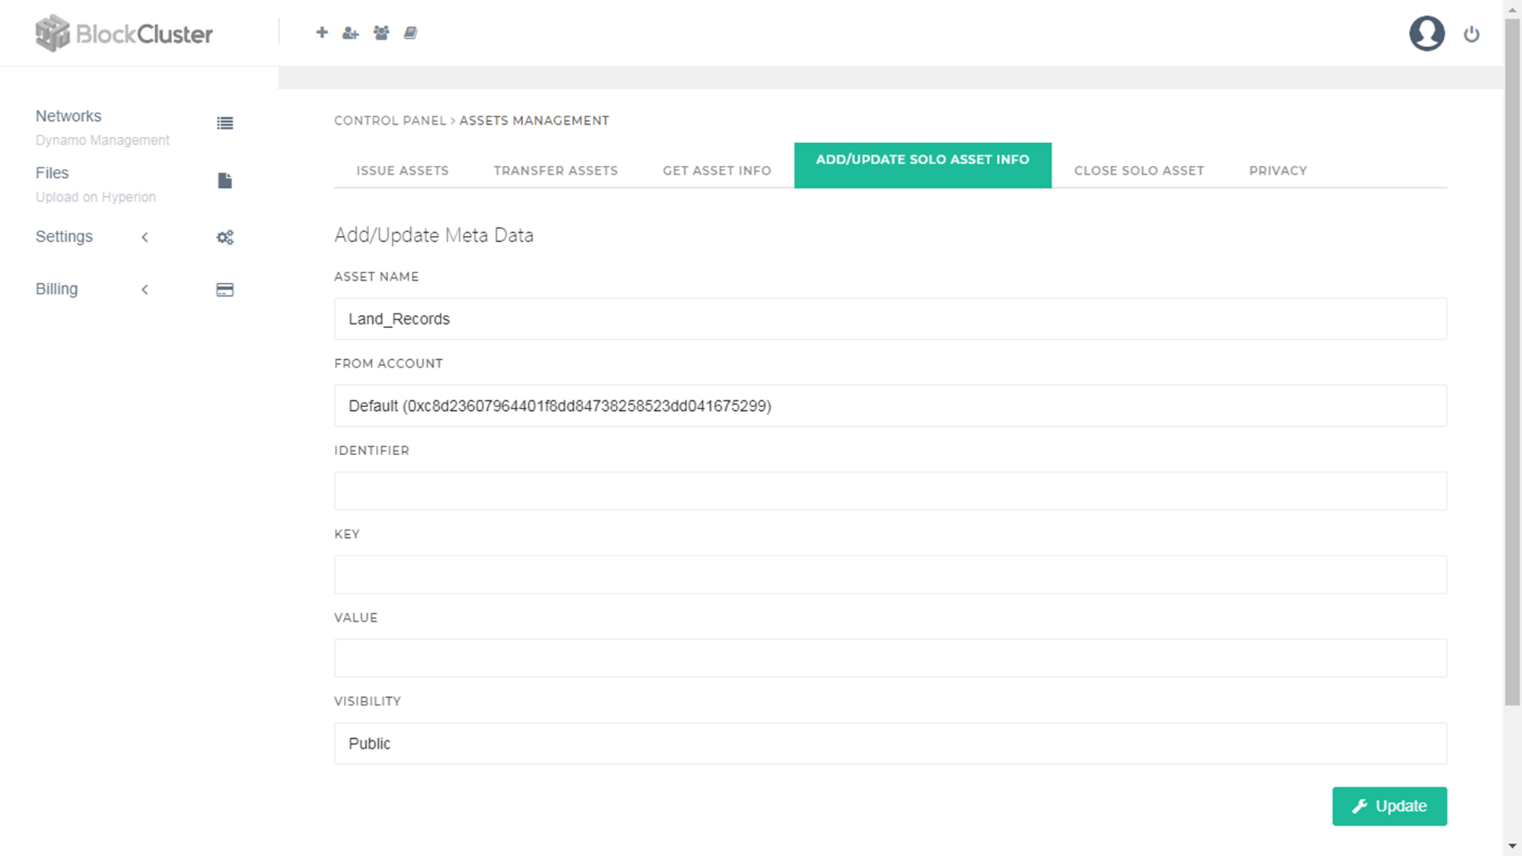 BlockCluster
Networks
Dynamo Management
Files
Upload on Hyperion
Settings
Billing
CONTROL PANEL > ASSETS MANAGEMENT
ISSUE ASSETS TRANSFER ASSETS GET ASSET INFO ADD/UPDATE SOLO ASSET INFO CLOSE SOLO ASSET PRIVACY
Add/Update Meta Data
ASSET NAME
Land_Records
FROM ACCOUNT
Default (0xc8d23607964401f8dd84738258523dd041675299)
IDENTIFIER
KEY
VALUE
VISIBILITY
Public
Update